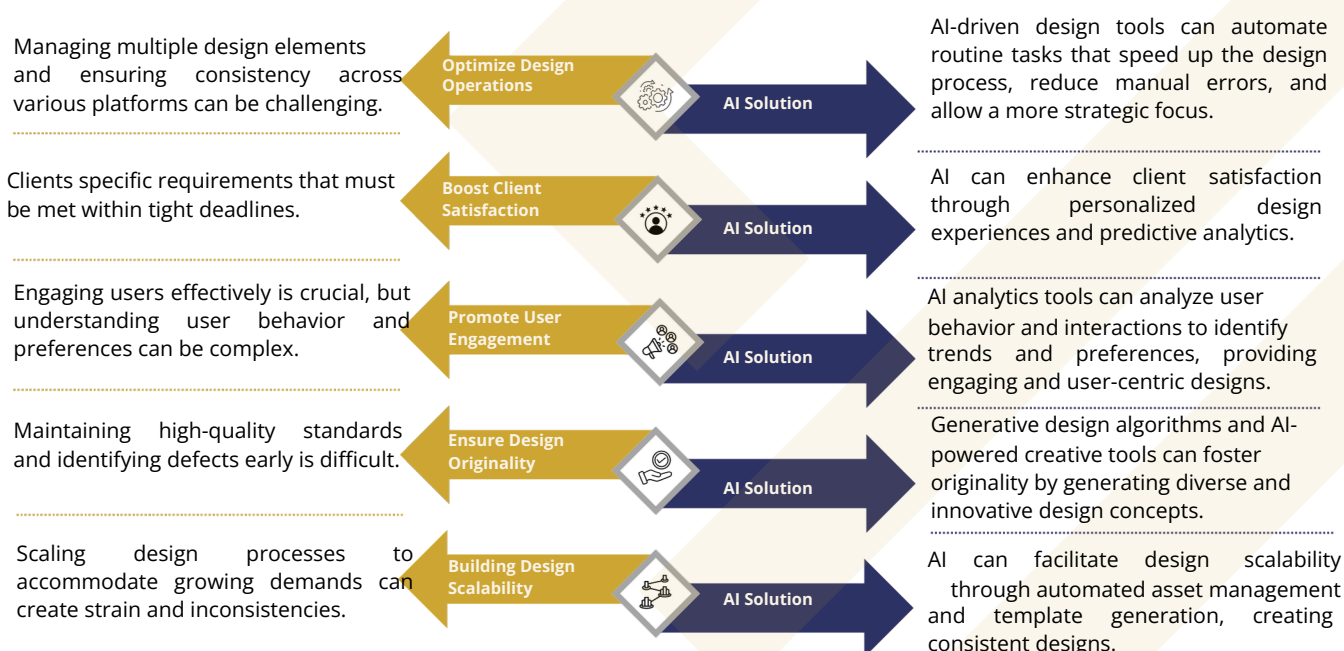 Managing multiple design elements
and ensuring consistency across
various platforms can be challenging.
Optimize Design
Operations
AI Solution
AI-driven design tools can automate
routine tasks that speed up the design
process, reduce manual errors, and
allow a more strategic focus.
Clients specific requirements that must
be met within tight deadlines.
Boost Client
Satisfaction
AI Solution
AI can enhance client satisfaction
through personalized design
experiences and predictive analytics.
Engaging users effectively is crucial, but
understanding user behavior and
preferences can be complex.
Promote User
Engagement
AI Solution
AI analytics tools can analyze user
behavior and interactions to identify
trends and preferences, providing
engaging and user-centric designs.
Maintaining high-quality standards
and identifying defects early is difficult.
Ensure Design
Originality
AI Solution
Generative design algorithms and AI-
powered creative tools can foster
originality by generating diverse and
innovative design concepts.
Scaling design processes to
accommodate growing demands can
create strain and inconsistencies.
Building Design
Scalability
AI Solution
AI can facilitate design scalability
through automated asset management
and template generation, creating
consistent designs.